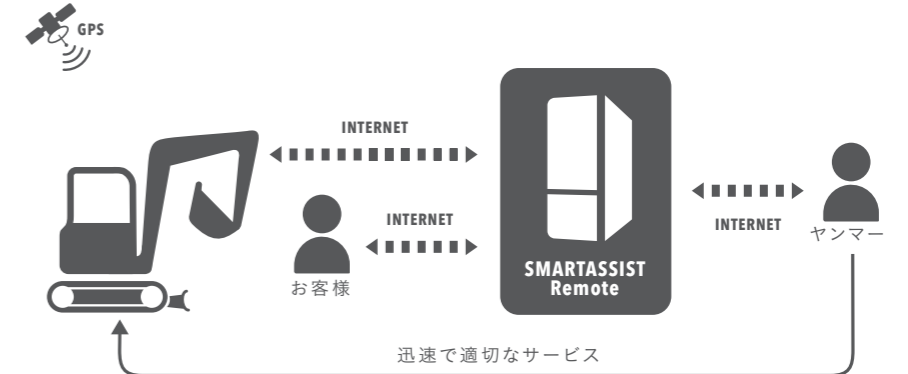 GPS
INTERNET
INTERNET
お客様
SMARTASSIST
Remote
INTERNET
ヤンマー
迅速で適切なサービス